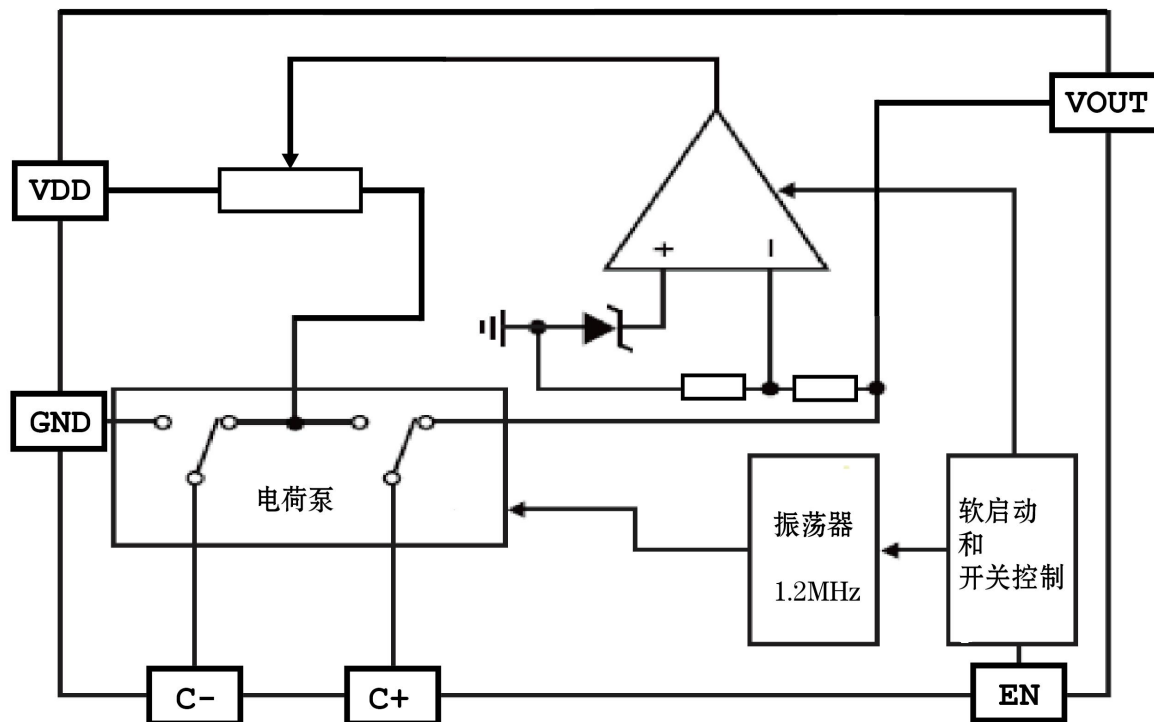 VOUT
VDD
+ −
GND
电荷泵
振荡器
1.2MHz
软启动
和
开关控制
C-
C+
EN